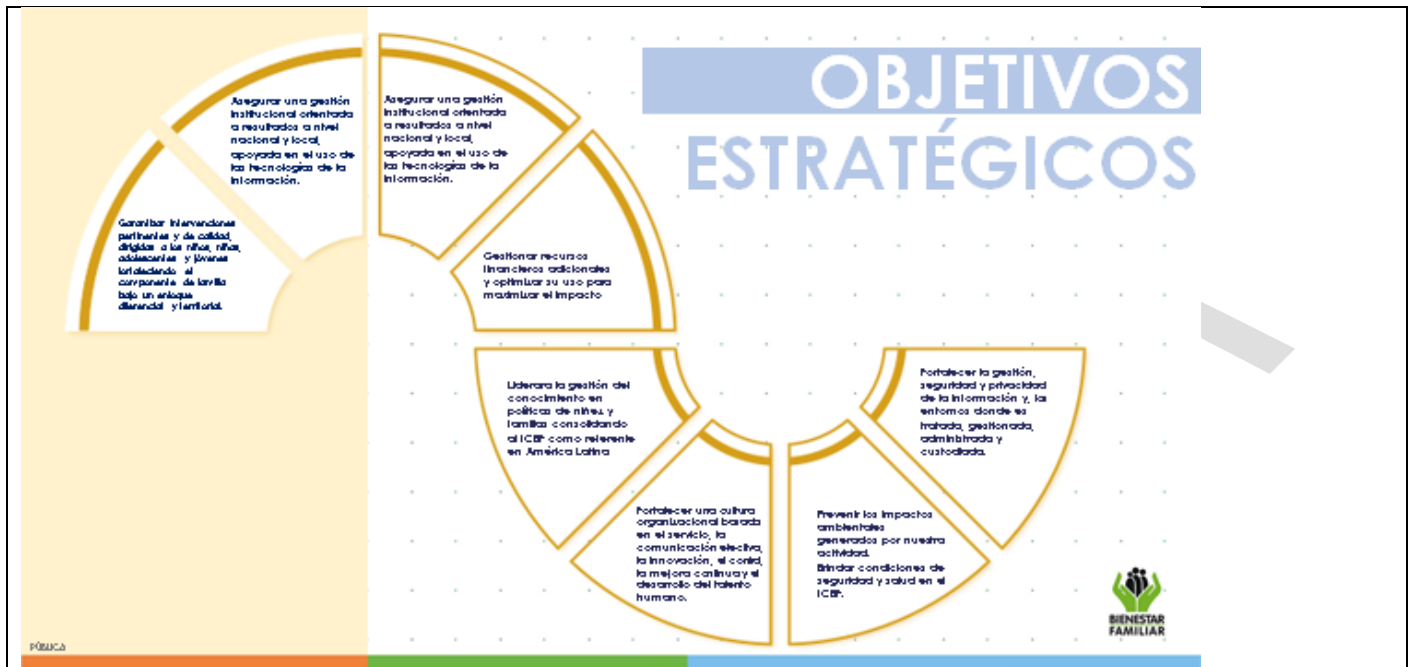 OBJETIVOS
ESTRATÉGICOS
Garantizar intervenciones
pertinentes y de calidad,
dirigidas a los niños, niñas,
adolescentes y jóvenes
fortaleciendo el
componente de familia
bajo un enfoque
diferencial y territorial.
Asegurar una gestión
institucional orientada
a resultados a nivel
nacional y local,
apoyada en el uso de
las tecnologías de la
información.
Asegurar una gestión
institucional orientada
a resultados a nivel
nacional y local,
apoyada en el uso de
las tecnologías de la
información.
Gestionar recursos
financieros adicionales
y optimizar su uso para
maximizar el impacto
Liderara la gestión del
conocimiento en
políticas de niñez y
familias consolidando
al ICBF como referente
en América Latina
Fortalecer una cultura
organizacional basada
en el servicio, la
comunicación efectiva,
la innovación, el control,
la mejora continua y el
desarrollo del talento
humano.
Prevenir los impactos
ambientales
generados por nuestra
actividad.
Brindar condiciones de
seguridad y salud en el
ICBF.
Fortalecer la gestión,
seguridad y privacidad
de la información y, los
entornos donde es
tratada, gestionada,
administrada y
custodiada.
BIENESTAR
FAMILIAR
PÚBLICA